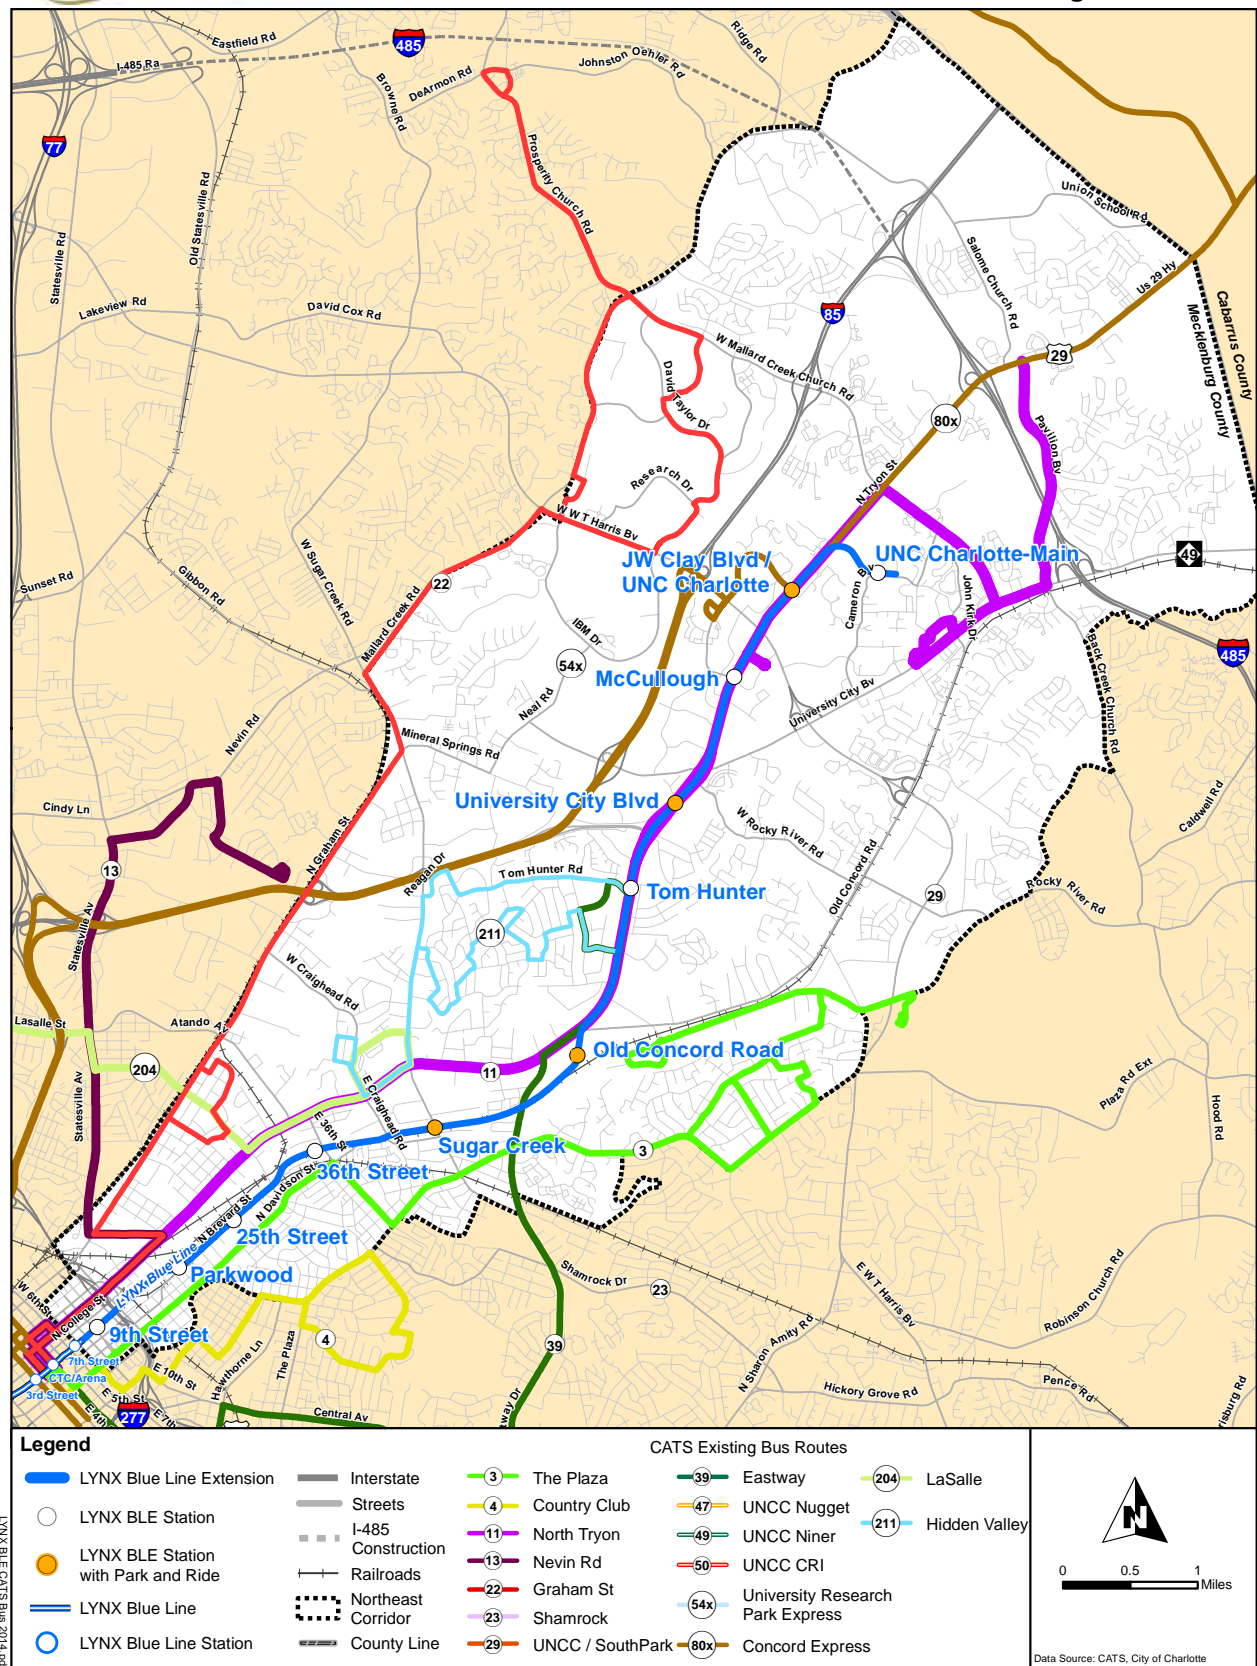 Eastfield Rd
485
Ridge Rd
I-485 Ra
Johnston Oehler Rd
DeArmon Rd
Browne Rd
77
Prosperity Church Rd
Old Statesville Rd
Union School Rd
Statesville Rd
Salome Church Rd
Us 29 Hy
Lakeview Rd
David Cox Rd
85
Cabarrus County
Mecklenburg County
W Mallard Creek Church Rd
29
David Taylor Dr
80x
Pavilion Bv
Research Dr
N Tryon St
W W T Harris Bv
JW Clay Blvd /
UNC Charlotte
UNC Charlotte-Main
49
W Sugar Creek Rd
Sunset Rd
Gibbon Rd
22
Mallard Creek Rd
Cameron Bv
John Kirk Dr
IBM Dr
54x
485
Back Creek Church Rd
McCullough
Neal Rd
University City Bv
Nevin Rd
Mineral Springs Rd
University City Blvd
Cindy Ln
Caldwell Rd
W Rocky River Rd
N Graham St
13
Reagan Dr
Tom Hunter Rd
Tom Hunter
Old Concord Rd
29
Rocky River Rd
Statesville Av
211
W Craighead Rd
Lasalle St
Atando Av
Old Concord Road
204
11
Statesville Av
E Craighead Rd
Plaza Rd Ext
Hood Rd
E 36th St
Sugar Creek
3
36th Street
N Davidson St
N Brevard St
25th Street
LYNX Blue Line
Parkwood
Shamrock Dr
23
E W T Harris Bv
Robinson Church Rd
W 6th St
N College St
9th Street
4
39
7th Street
CTC/Arena
3rd Street
E 10th St
Hawthorne Ln
The Plaza
N Sharon Amity Rd
Hickory Grove Rd
Pence Rd
E 5th St
E 4th
277
E 7th
Central Av
tway Dr
risburg Rd
Legend
LYNX Blue Line Extension
LYNX BLE Station
LYNX BLE Station
with Park and Ride
LYNX Blue Line
LYNX Blue Line Station
Interstate
Streets
I-485
Construction
Railroads
Northeast
Corridor
County Line
CATS Existing Bus Routes
3 The Plaza
4 Country Club
11 North Tryon
13 Nevin Rd
22 Graham St
23 Shamrock
29 UNCC / SouthPark
39 Eastway
47 UNCC Nugget
49 UNCC Niner
50 UNCC CRI
54x University Research
Park Express
80x Concord Express
204 LaSalle
211 Hidden Valley
N
0 0.5 1
Miles
Data Source: CATS, City of Charlotte
LYNX BLE CATS Bus 2014.pd